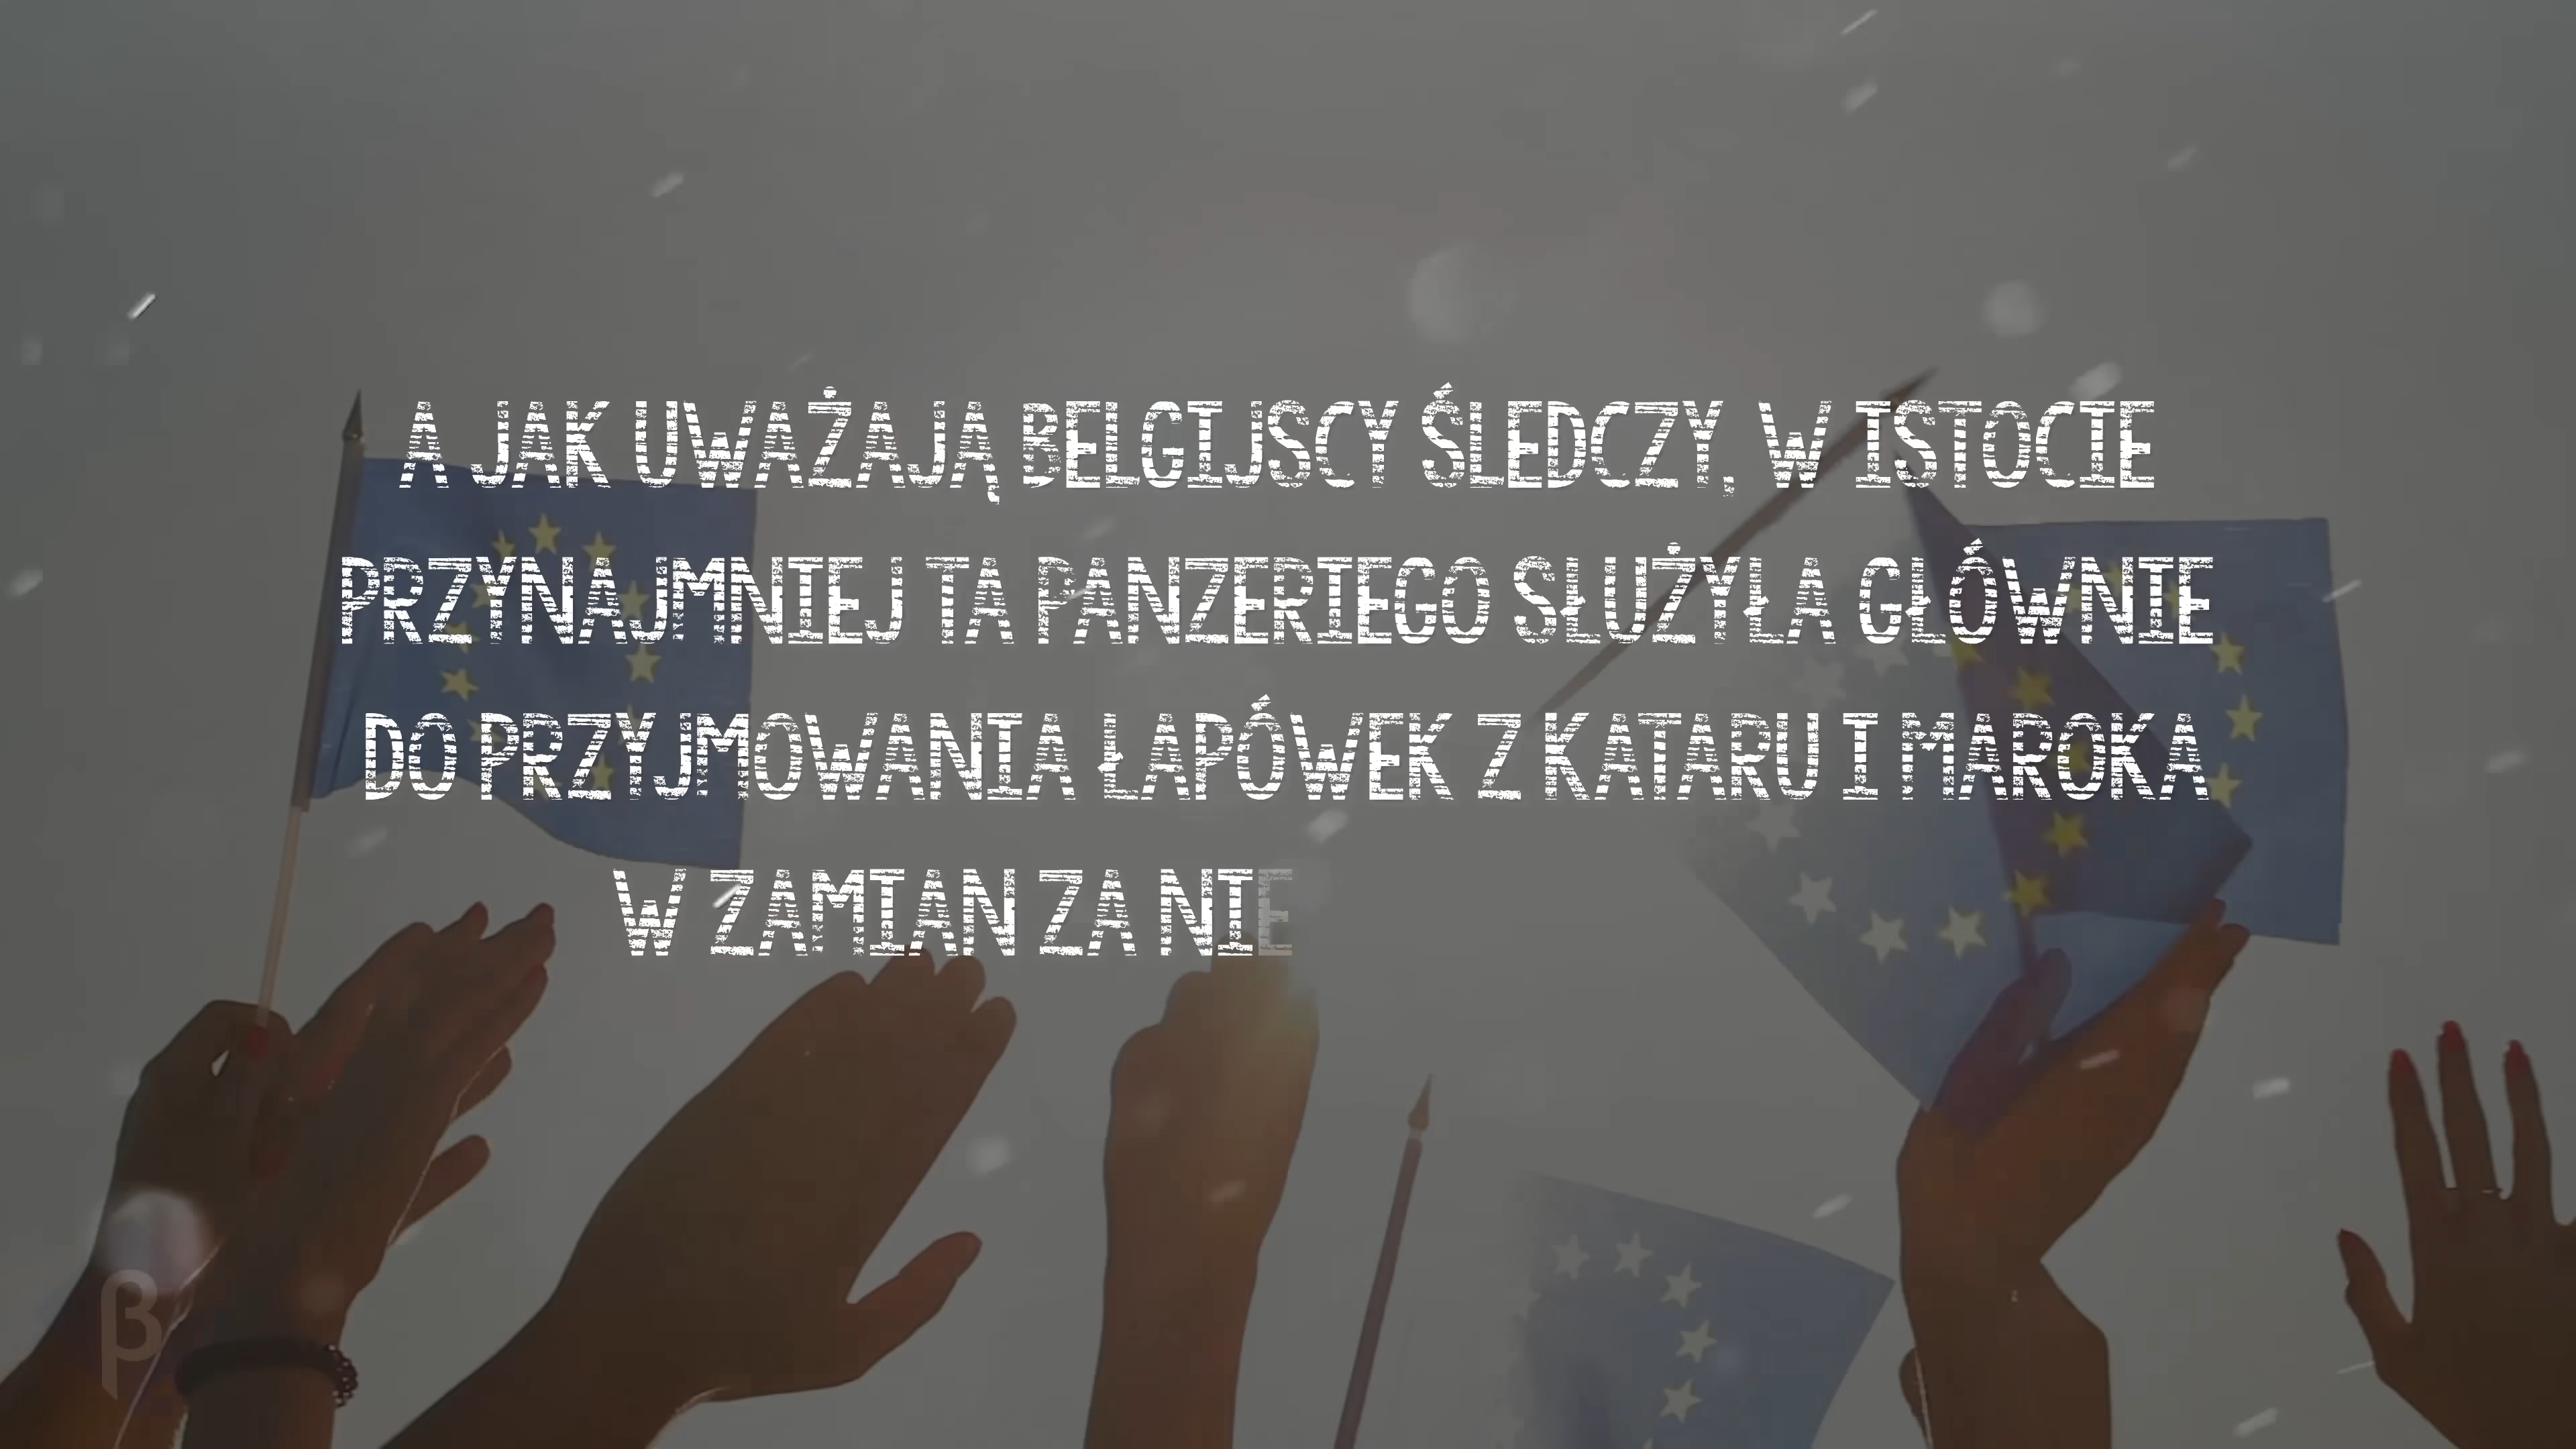 A JAK UWAŻAJĄ BELGIJSCY ŚLEDCZY, W ISTOCIE
PRZYNAJMNIEJ TA PANZERIEGO SŁUŻYŁA GŁÓWNIE
DO PRZYJMOWANIA ŁAPÓWEK Z KATARU I MAROKA
W ZAMIAN ZA NIE
β